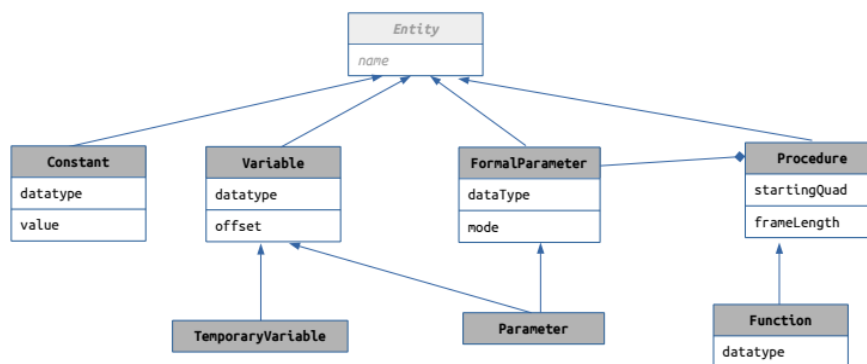 Entity
name
Constant
datatype
value
Variable
datatype
offset
FormalParameter
dataType
mode
Procedure
startingQuad
frameLength
TemporaryVariable
Parameter
Function
datatype